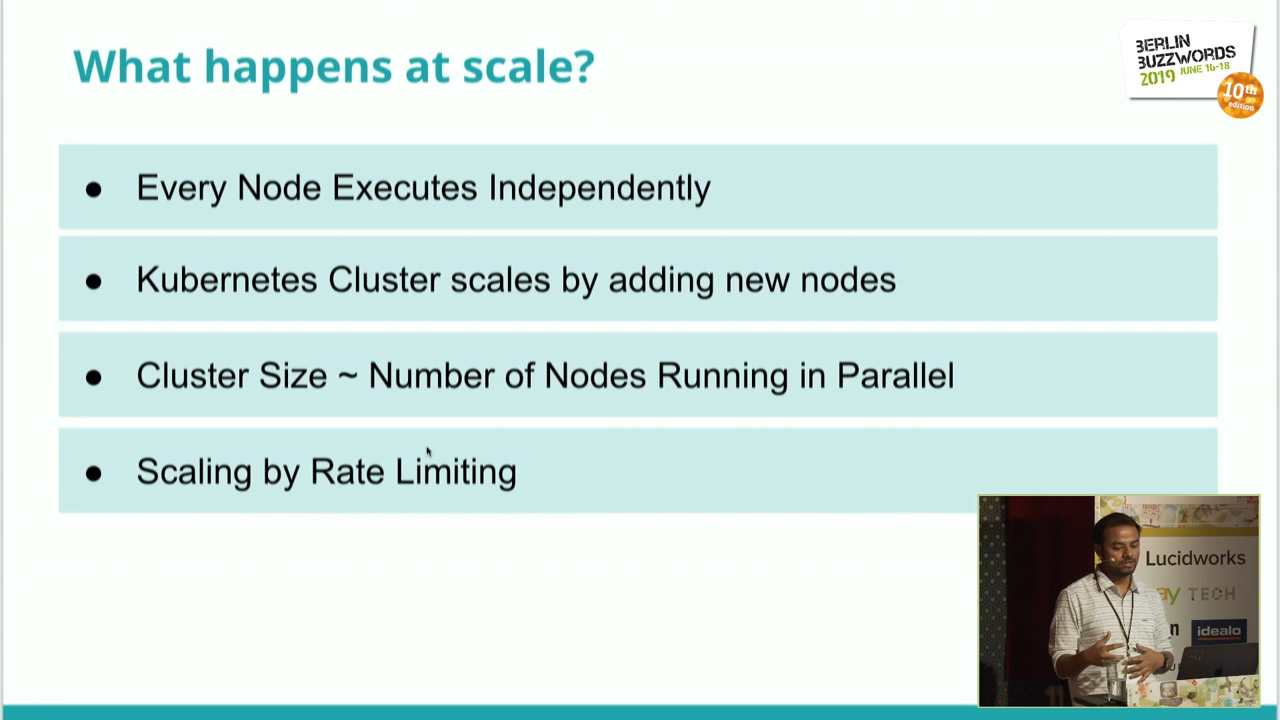 What happens at scale?
BERLIN
BUZZWORDS
2019 JUNE 16-18
10th
edition
● Every Node Executes Independently
● Kubernetes Cluster scales by adding new nodes
● Cluster Size ~ Number of Nodes Running in Parallel
● Scaling by Rate Limiting
Lucidworks
TECH
idealo